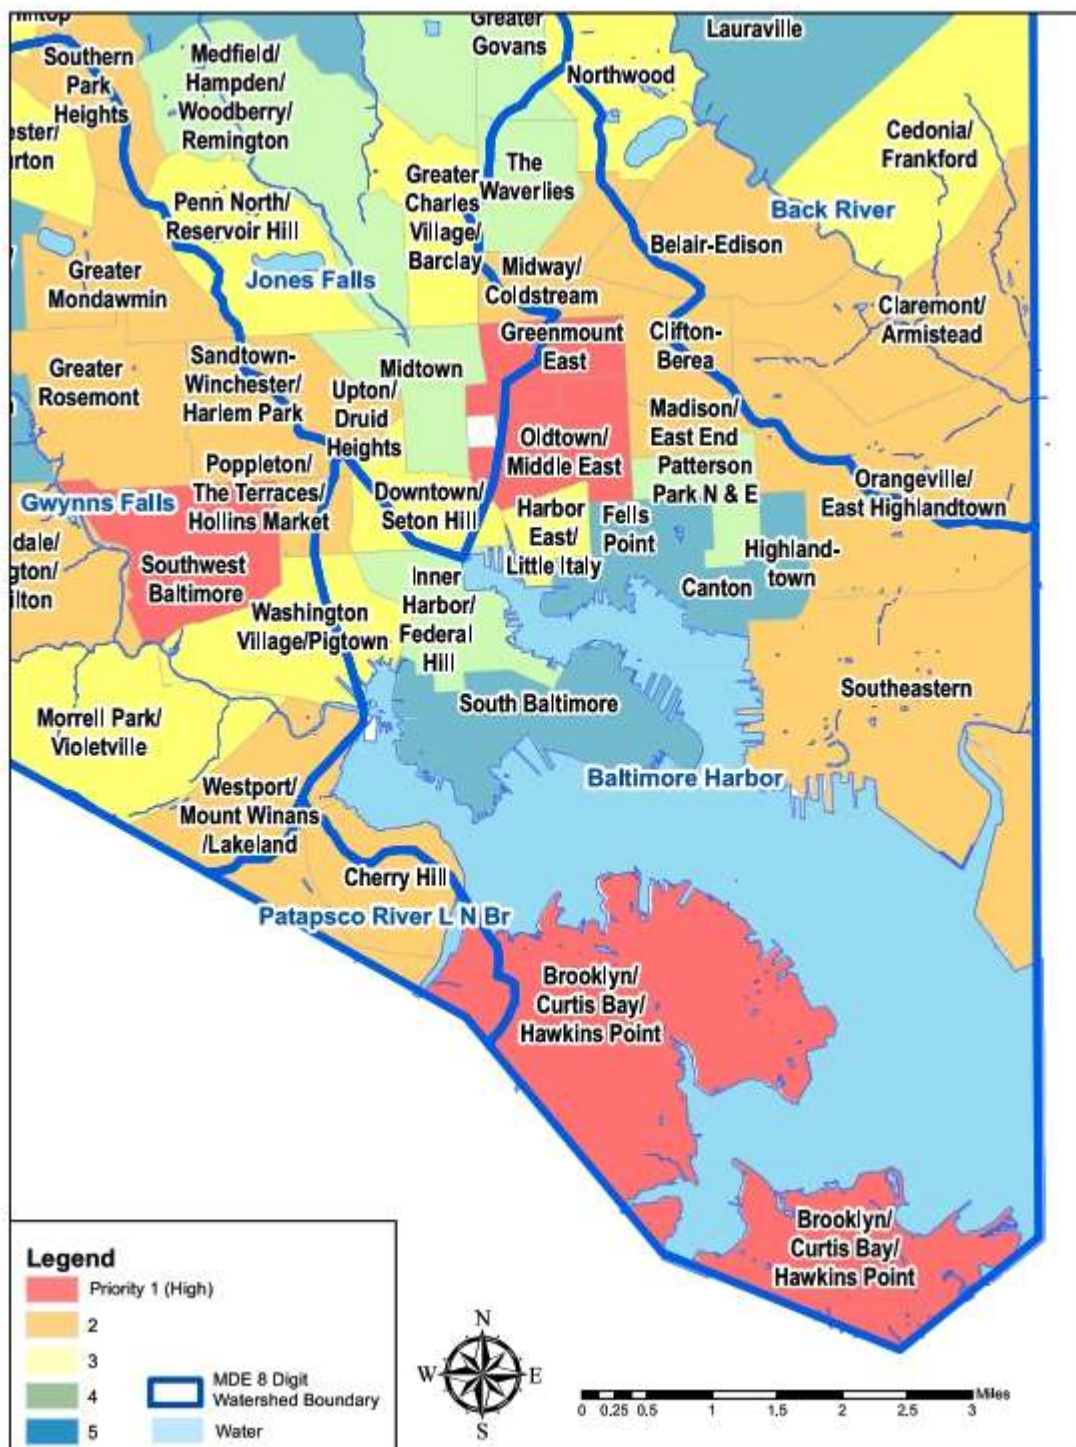 Greater
Govans
Lauraville
Southern
Park
Heights
Medfield/
Hampden/
Woodberry/
Remington
Northwood
Cedonia/
Frankford
ester/
urton
Greater
Charles
Village/
Barclay
The
Waverlies
Penn North/
Reservoir Hill
Back River
Belair-Edison
Greater
Mondawmin
Jones Falls
Midway/
Coldstream
Claremont/
Armistead
Greenmount
East
Clifton-
Berea
Greater
Rosemont
Sandtown-
Winchester/
Harlem Park
Midtown
Upton/
Druid
Heights
Madison/
East End
Oldtown/
Middle East
Patterson
Park N & E
Poppleton/
The Terraces/
Hollins Market
Gwynns Falls
Downtown/
Seton Hill
Harbor
East/
Little Italy
Fells
Point
Orangeville/
East Highlandtown
dale/
gton/
ilton
Southwest
Baltimore
Highland-
town
Canton
Inner
Harbor/
Federal
Hill
Washington
Village/Pigtown
Southeastern
South Baltimore
Morrell Park/
Violetville
Baltimore Harbor
Westport/
Mount Winans
/Lakeland
Cherry Hill
Patapsco River L N Br
Brooklyn/
Curtis Bay/
Hawkins Point
Brooklyn/
Curtis Bay/
Hawkins Point
Legend
Priority 1 (High)
2
3
4
5
MDE 8 Digit
Watershed Boundary
Water
N
W E
S
Miles
0 0.25 0.5 1 1.5 2 2.5 3